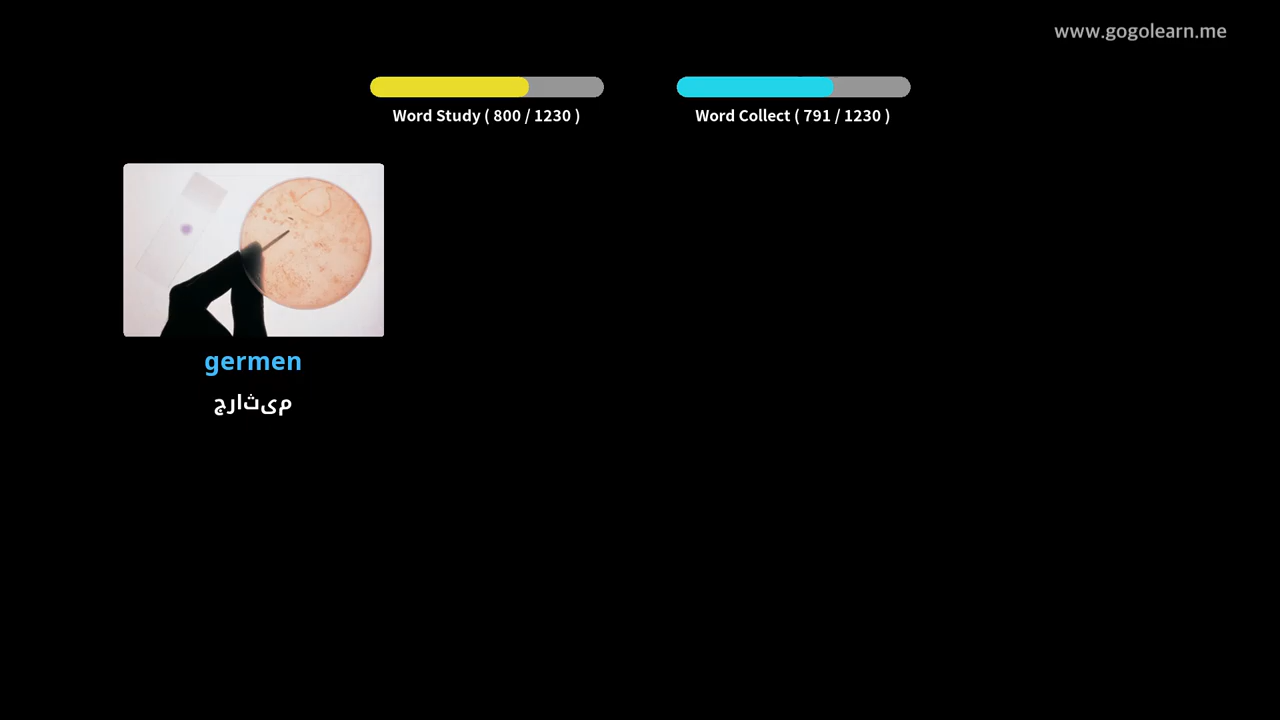 www.gogolearn.me
Word Study ( 800 / 1230 )
Word Collect ( 791 / 1230 )
germen
جراثیم